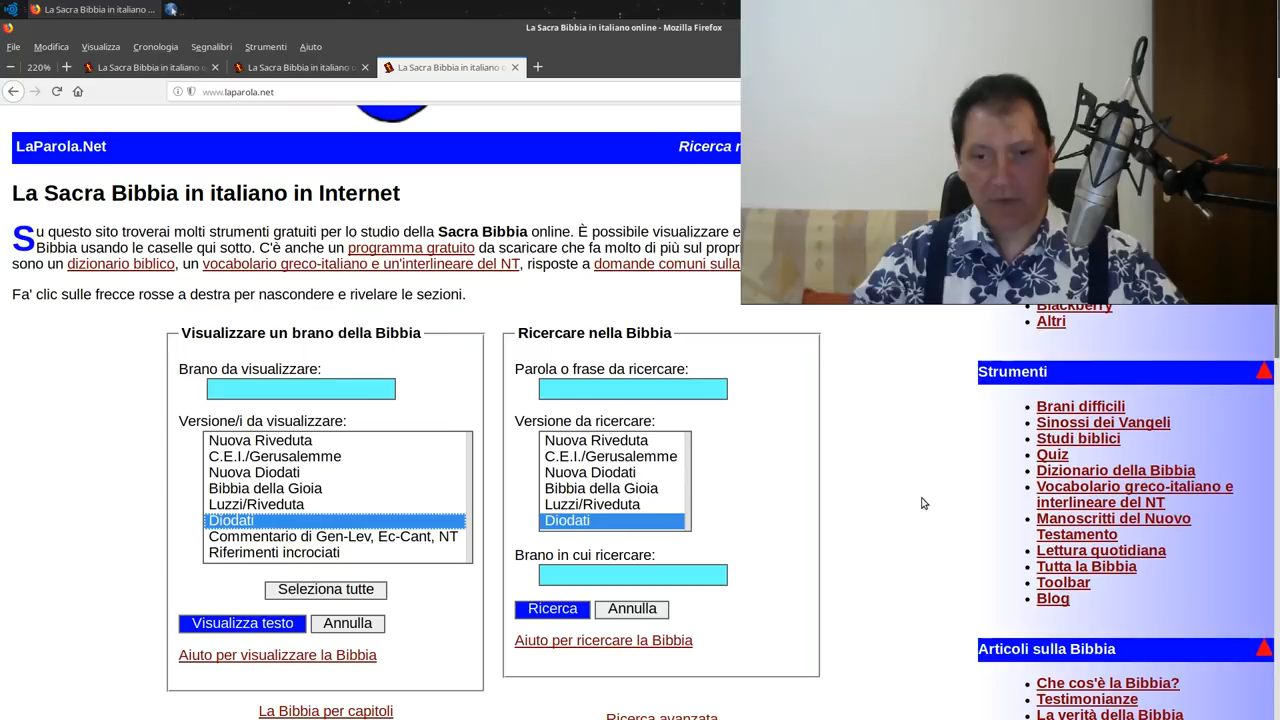 La Sacra Bibbia in italiano ...
La Sacra Bibbia in italiano online - Mozilla Firefox
File Modifica Visualizza Cronologia Segnalibri Strumenti Aiuto
220% La Sacra Bibbia in italiano La Sacra Bibbia in italiano La Sacra Bibbia in italiano
www.laparola.net
LaParola.Net Ricerca
La Sacra Bibbia in italiano in Internet
Su questo sito troverai molti strumenti gratuiti per lo studio della Sacra Bibbia online. È possibile visualizzare e
Bibbia usando le caselle qui sotto. C'è anche un programma gratuito da scaricare che fa molto di più sul propr
sono un dizionario biblico, un vocabolario greco-italiano e un'interlineare del NT, risposte a domande comuni sulla
Fa' clic sulle frecce rosse a destra per nascondere e rivelare le sezioni.
Visualizzare un brano della Bibbia
Brano da visualizzare:
Versione/i da visualizzare:
Nuova Riveduta
C.E.I./Gerusalemme
Nuova Diodati
Bibbia della Gioia
Luzzi/Riveduta
Diodati
Commentario di Gen-Lev, Ec-Cant, NT
Riferimenti incrociati
Seleziona tutte
Visualizza testo Annulla
Aiuto per visualizzare la Bibbia
La Bibbia per capitoli
Ricercare nella Bibbia
Parola o frase da ricercare:
Versione da ricercare:
Nuova Riveduta
C.E.I./Gerusalemme
Nuova Diodati
Bibbia della Gioia
Luzzi/Riveduta
Diodati
Brano in cui ricercare:
Ricerca Annulla
Aiuto per ricercare la Bibbia
Ricerca avanzata
Blackberry
Altri
Strumenti
Brani difficili
Sinossi dei Vangeli
Studi biblici
Quiz
Dizionario della Bibbia
Vocabolario greco-italiano e
interlineare del NT
Manoscritti del Nuovo
Testamento
Lettura quotidiana
Tutta la Bibbia
Toolbar
Blog
Articoli sulla Bibbia
Che cos'è la Bibbia?
Testimonianze
La verità della Bibbia